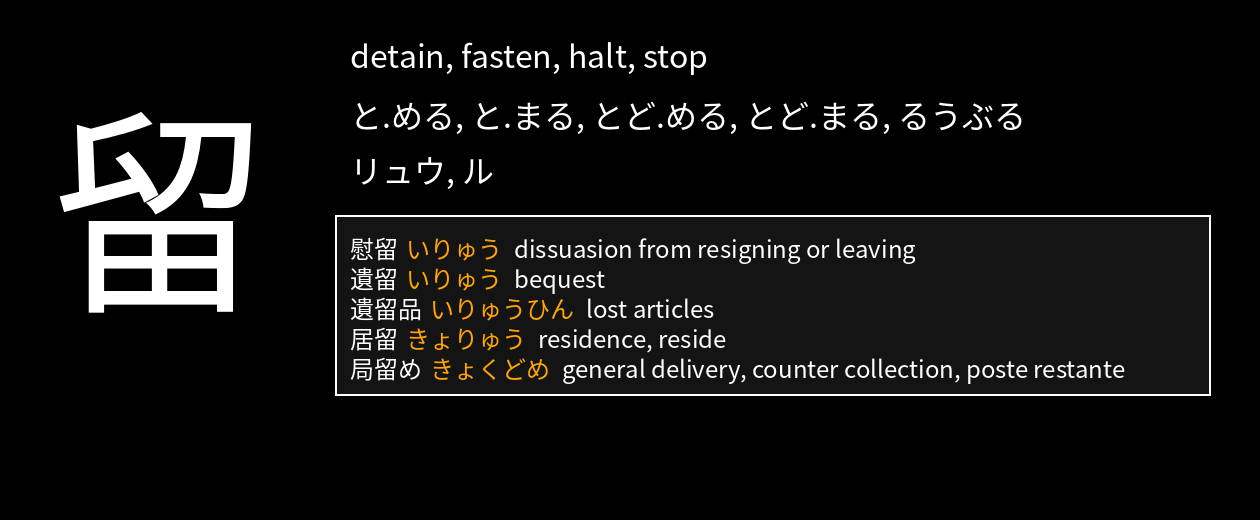 留
detain, fasten, halt, stop
と.める, と.まる, とど.める, とど.まる, るうぶる
リュウ, ル
慰留 いりゅう dissuasion from resigning or leaving
遺留 いりゅう bequest
遺留品 いりゅうひん lost articles
居留 きょりゅう residence, reside
局留め きょくどめ general delivery, counter collection, poste restante